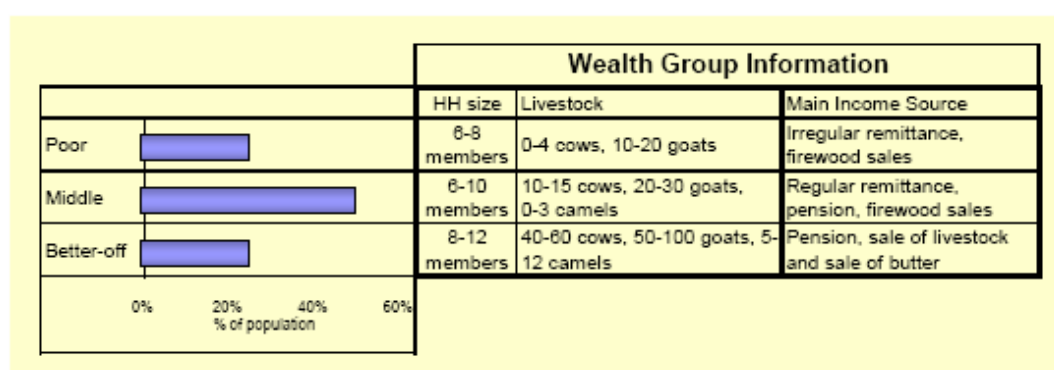 Wealth Group Information
HH size Livestock Main Income Source
Poor 6-8 members 0-4 cows, 10-20 goats Irregular remittance, firewood sales
Middle 6-10 members 10-15 cows, 20-30 goats, 0-3 camels Regular remittance, pension, firewood sales
Better-off 8-12 members 40-60 cows, 50-100 goats, 5-12 camels Pension, sale of livestock and sale of butter
0% 20% 40% 60%
% of population